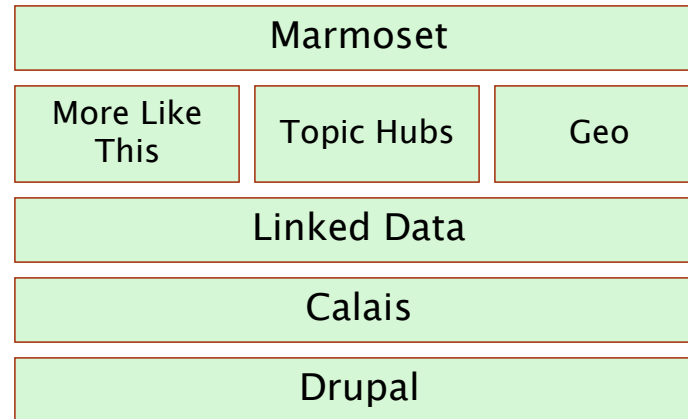 Marmoset
More Like
This
Topic Hubs
Geo
Linked Data
Calais
Drupal